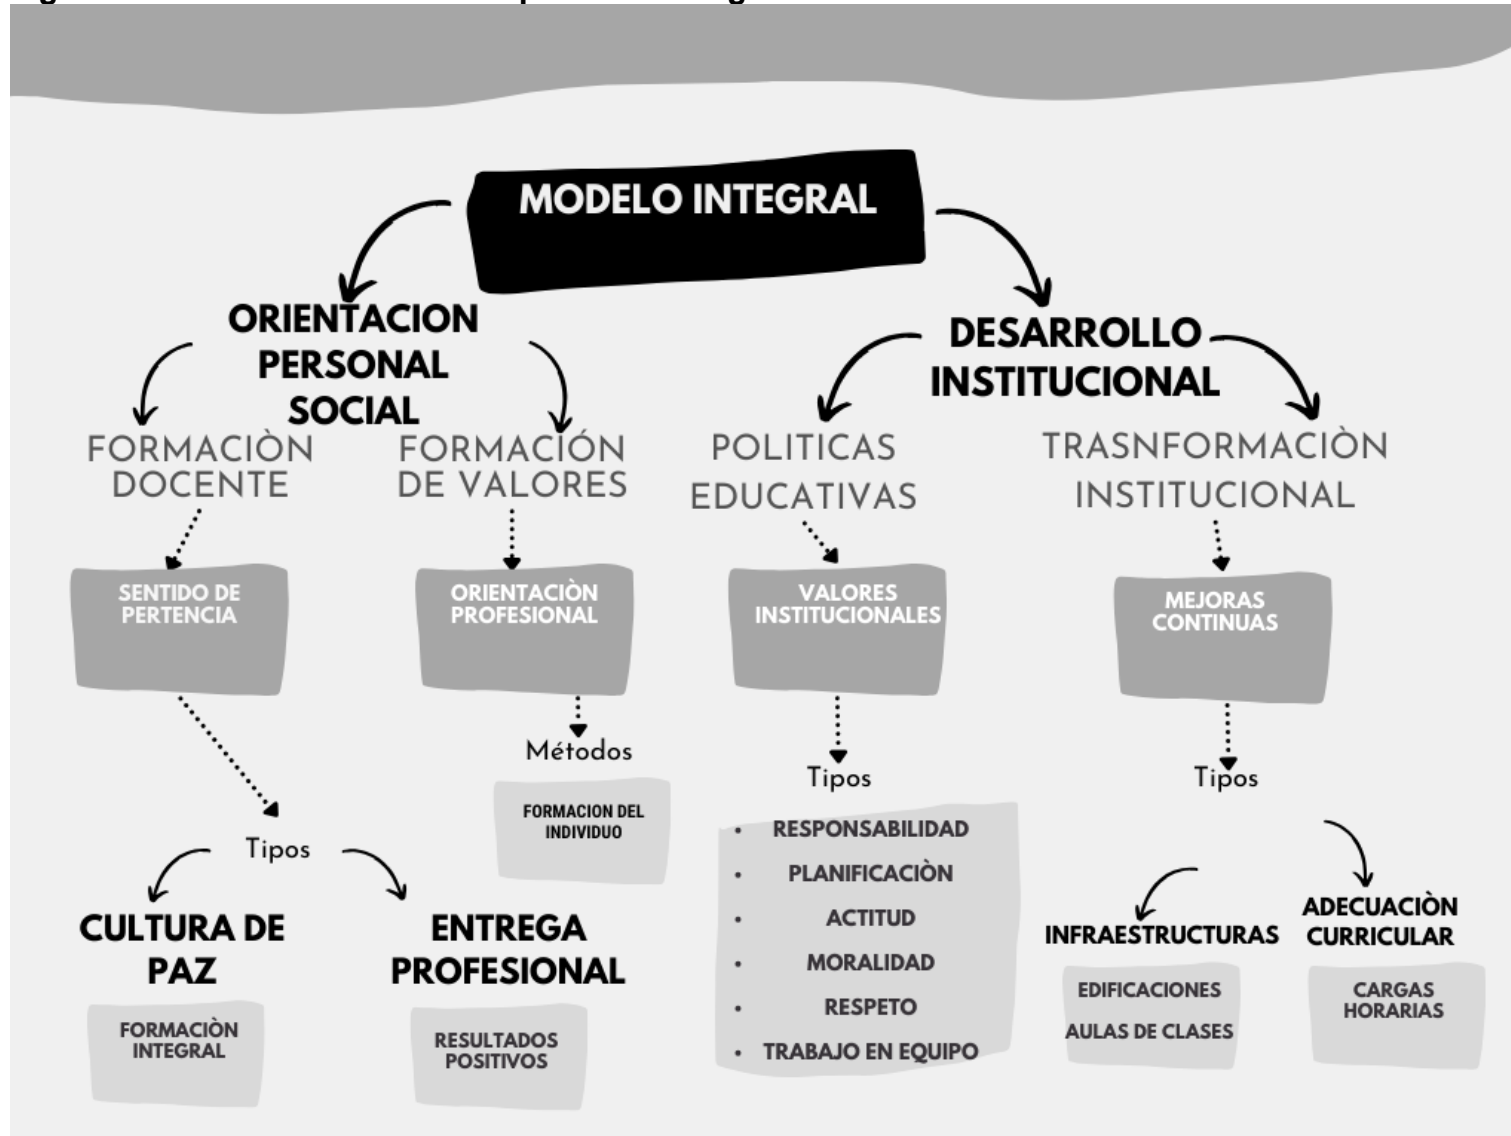 MODELO INTEGRAL
ORIENTACION
PERSONAL
SOCIAL
DESARROLLO
INSTITUCIONAL
FORMACIÒN
DOCENTE
FORMACIÓN
DE VALORES
POLITICAS
EDUCATIVAS
TRASNFORMACIÒN
INSTITUCIONAL
SENTIDO DE
PERTENCIA
ORIENTACIÒN
PROFESIONAL
VALORES
INSTITUCIONALES
MEJORAS
CONTINUAS
Métodos
FORMACION DEL
INDIVIDUO
Tipos
CULTURA DE
PAZ
FORMACIÒN
INTEGRAL
ENTREGA
PROFESIONAL
RESULTADOS
POSITIVOS
Tipos
• RESPONSABILIDAD
• PLANIFICACIÒN
• ACTITUD
• MORALIDAD
• RESPETO
• TRABAJO EN EQUIPO
Tipos
INFRAESTRUCTURAS
EDIFICACIONES
AULAS DE CLASES
ADECUACIÒN
CURRICULAR
CARGAS
HORARIAS